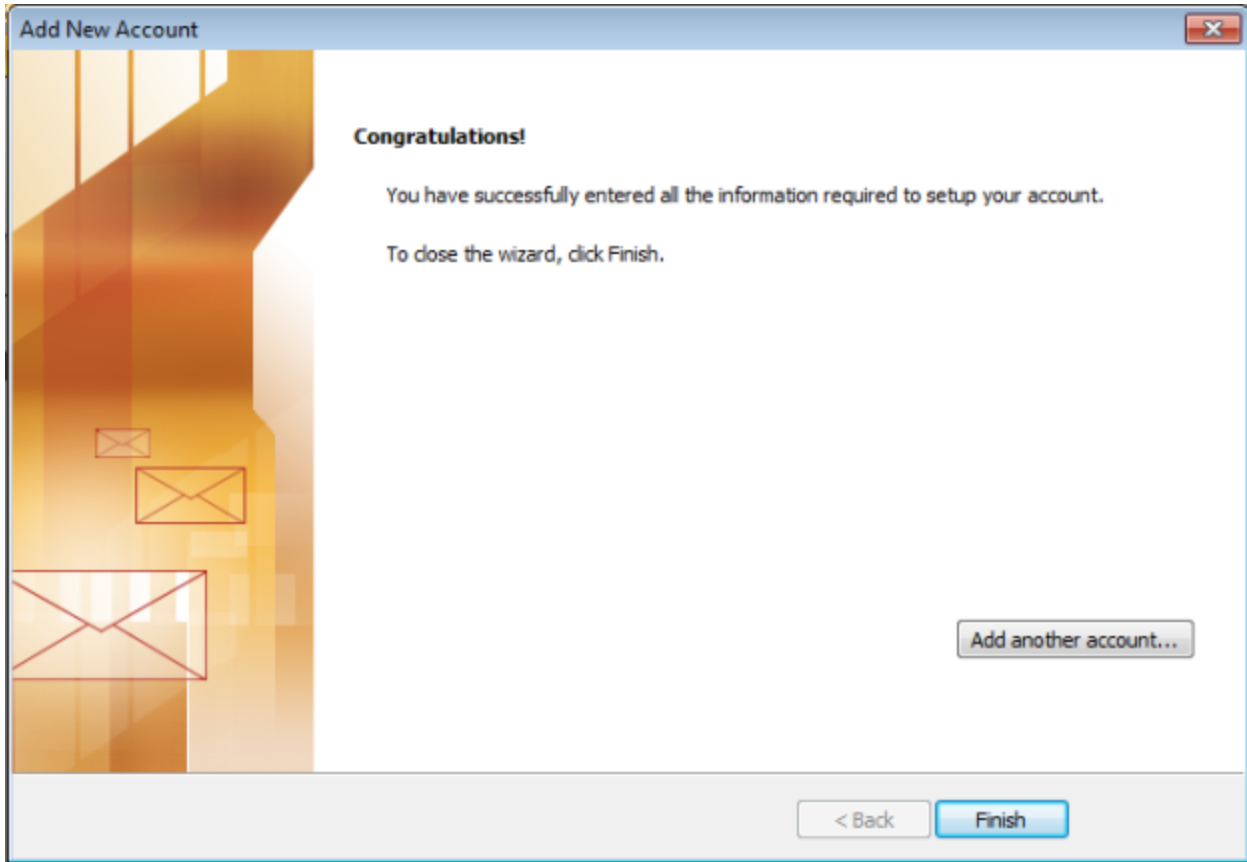 Add New Account
Congratulations!
You have successfully entered all the information required to setup your account.
To close the wizard, click Finish.
Add another account...
< Back
Finish